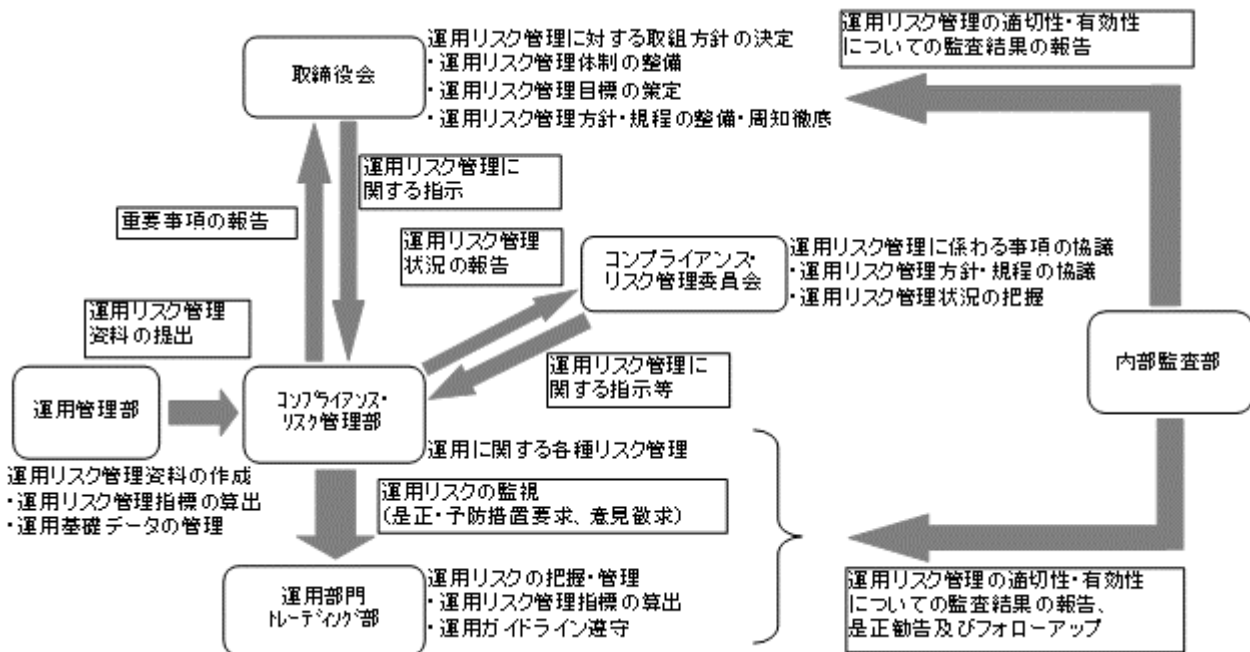 運用リスク管理の適切性・有効性
についての監査結果の報告
運用リスク管理に対する取組方針の決定
・運用リスク管理体制の整備
・運用リスク管理目標の策定
・運用リスク管理方針・規程の整備・周知徹底
取締役会
運用リスク管理に
関する指示
重要事項の報告
運用リスク管理
状況の報告
コンプライアンス・
リスク管理委員会
運用リスク管理に係わる事項の協議
・運用リスク管理方針・規程の協議
・運用リスク管理状況の把握
運用リスク管理
資料の提出
運用リスク管理に
関する指示等
内部監査部
運用管理部
コンプライアンス・
リスク管理部
運用に関する各種リスク管理
運用リスク管理資料の作成
・運用リスク管理指標の算出
・運用基礎データの管理
運用リスクの監視
(是正・予防措置要求、意見徴求)
運用部門
トレーディング部
運用リスクの把握・管理
・運用リスク管理指標の算出
・運用ガイドライン遵守
運用リスク管理の適切性・有効性
についての監査結果の報告、
是正勧告及びフォローアップ